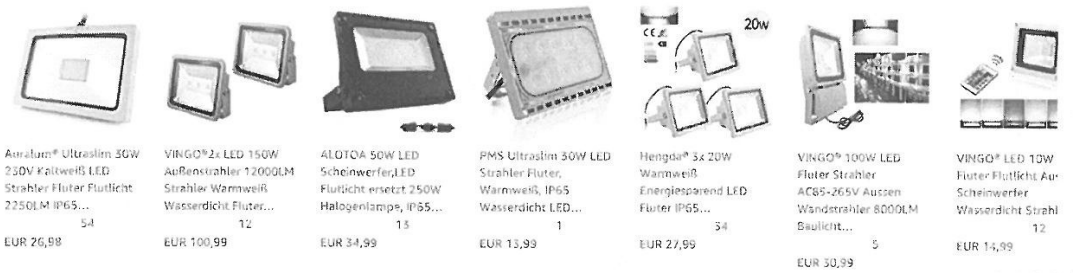 20W
Auralum® Ultraslim 30W
230V Kaltweiß LED
Strahler Fluter Flutlicht
2250LM IP65...
54
EUR 26,98
VINGO® 2x LED 150W
Außenstrahler 12000LM
Strahler Warmweiß
Wasserdicht Fluter...
12
EUR 100,99
ALOTOA 50W LED
Scheinwerfer,LED
Flutlicht ersetzt 250W
Halogenlampe, IP65...
13
EUR 34,99
PMS Ultraslim 30W LED
Strahler Fluter,
Warmweiß, IP65
Wasserdicht LED...
1
EUR 13,99
Hengda® 3x 20W
Warmweiß
Energiesparend LED
Fluter IP65...
34
EUR 27,99
VINGO® 100W LED
Fluter Strahler
AC85-265V Aussen
Wandstrahler 8000LM
Baulicht...
5
EUR 30,99
VINGO® LED 10W
Fluter Flutlicht Au
Scheinwerfer
Wasserdicht Strahl
12
EUR 14,99